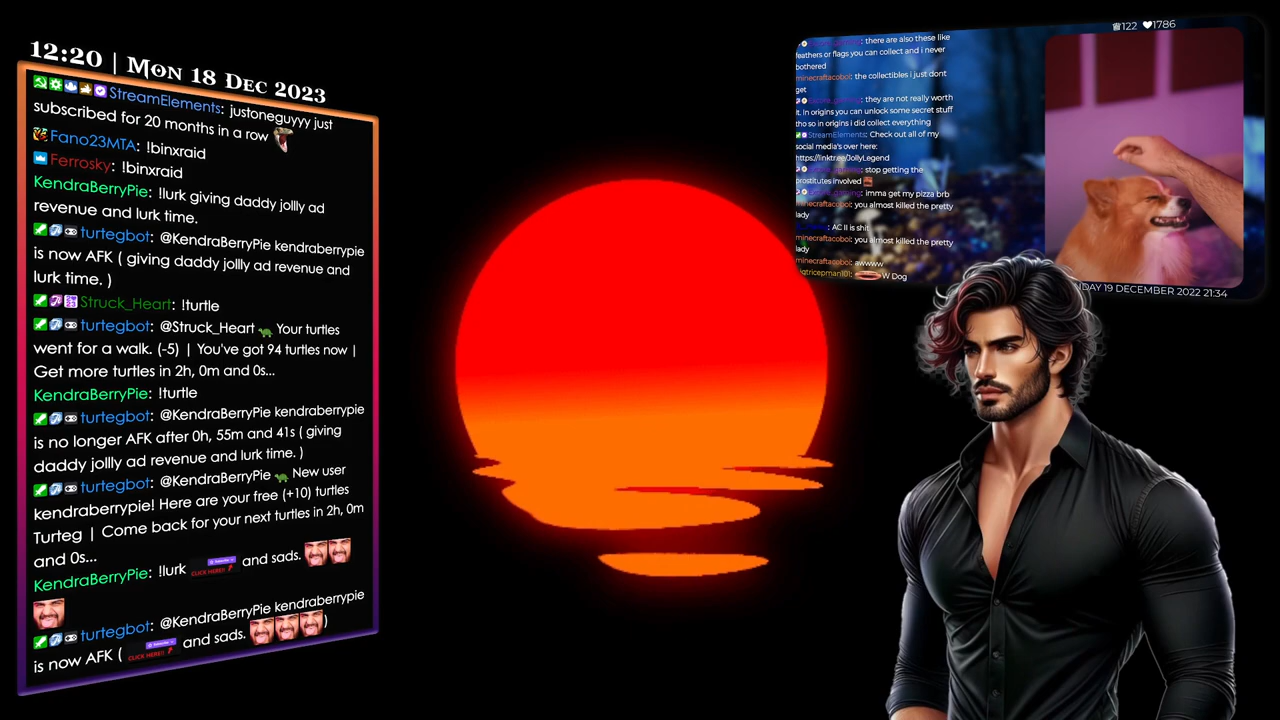 12:20 | Mon 18 Dec 2023
StreamElements: justoneguyyy just
subscribed for 20 months in a row
Fano23MTA: !binxraid
Ferrosky: !binxraid
KendraBerryPie: !lurk giving daddy jollly ad
revenue and lurk time.
turtegbot: @KendraBerryPie kendraberrypie
is now AFK ( giving daddy jollly ad revenue and
lurk time. )
Struck_Heart: !turtle
turtegbot: @Struck_Heart Your turtles
went for a walk. (-5) | You've got 94 turtles now |
Get more turtles in 2h, 0m and 0s...
KendraBerryPie: !turtle
turtegbot: @KendraBerryPie kendraberrypie
is no longer AFK after 0h, 55m and 41s ( giving
daddy jollly ad revenue and lurk time. )
turtegbot: @KendraBerryPie New user
kendraberrypie! Here are your free (+10) turtles
Turteg | Come back for your next turtles in 2h, 0m
and 0s...
KendraBerryPie: !lurk CLICK HERE!! and sads.
turtegbot: @KendraBerryPie kendraberrypie
is now AFK ( CLICK HERE!! and sads. )
122 1786
: there are also these like
feathers or flags you can collect and i never
bothered
minecraftacobol: the collectibles i just dont
get
: they are not really worth
it. In origins you can unlock some secret stuff
tho so in origins i did collect everything
StreamElements: Check out all of my
social media's over here:
https://linktr.ee/JollyLegend
: stop getting the
prostitutes involved
: imma get my pizza brb
minecraftacobol: you almost killed the pretty
lady
: AC II is shit
minecraftacobol: you almost killed the pretty
lady
minecraftacobol: awwww
bigtricepman101: W Dog
DAY 19 DECEMBER 2022 21:34